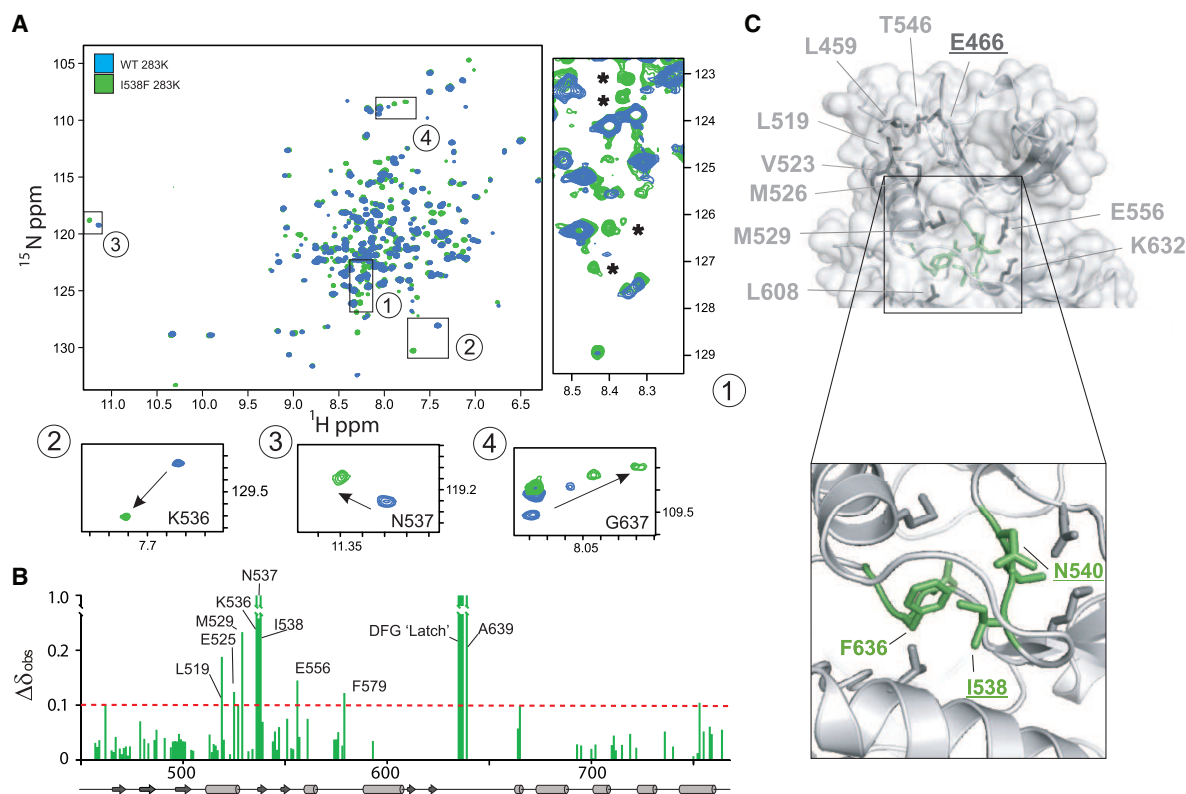 A
WT 283K
I538F 283K
105
110
115
120
125
130
15N ppm
11.0 10.5 10.0 9.5 9.0 8.5 8.0 7.5 7.0 6.5
1H ppm
1
2
3
4
*
*
*
*
123
124
125
126
127
128
129
8.5 8.4 8.3
1
2
K536
129.5
7.7
3
N537
119.2
11.35
4
G637
109.5
8.05
B
1.0
0.2
0.1
0
Δδobs
L519
E525
M529
K536
N537
I538
E556
F579
DFG 'Latch'
A639
500 600 700
C
T546
L459
E466
L519
V523
M526
M529
L608
E556
K632
N540
F636
I538